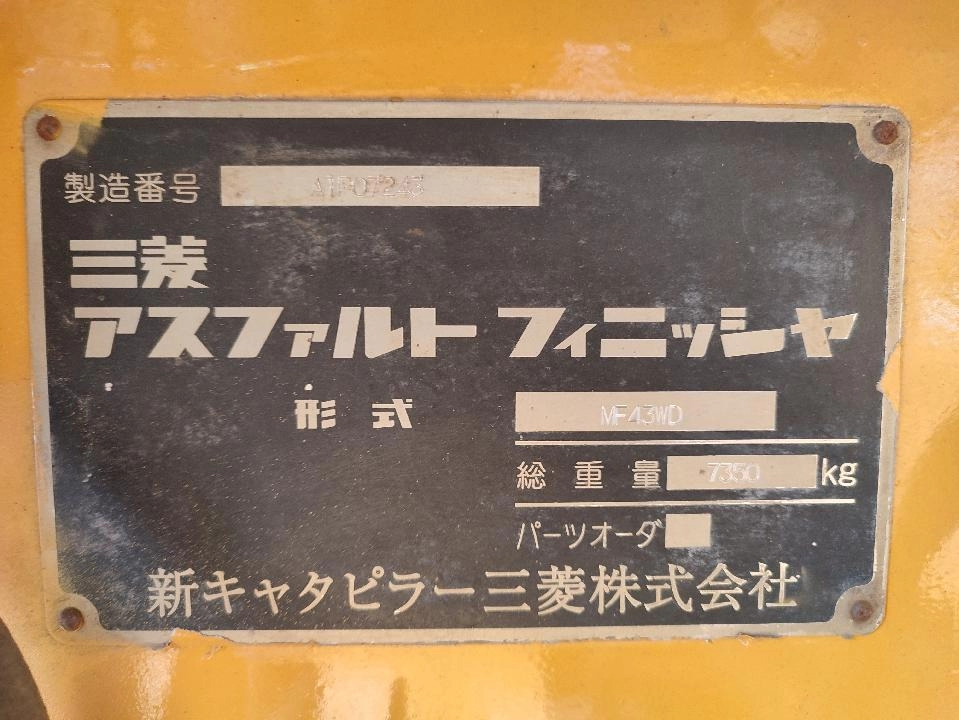 製造番号 A1P07243
三菱
アスファルト フィニッシャ
形式 MF43WD
総重量 7350 kg
パーツオーダ
新キャタピラー三菱株式会社